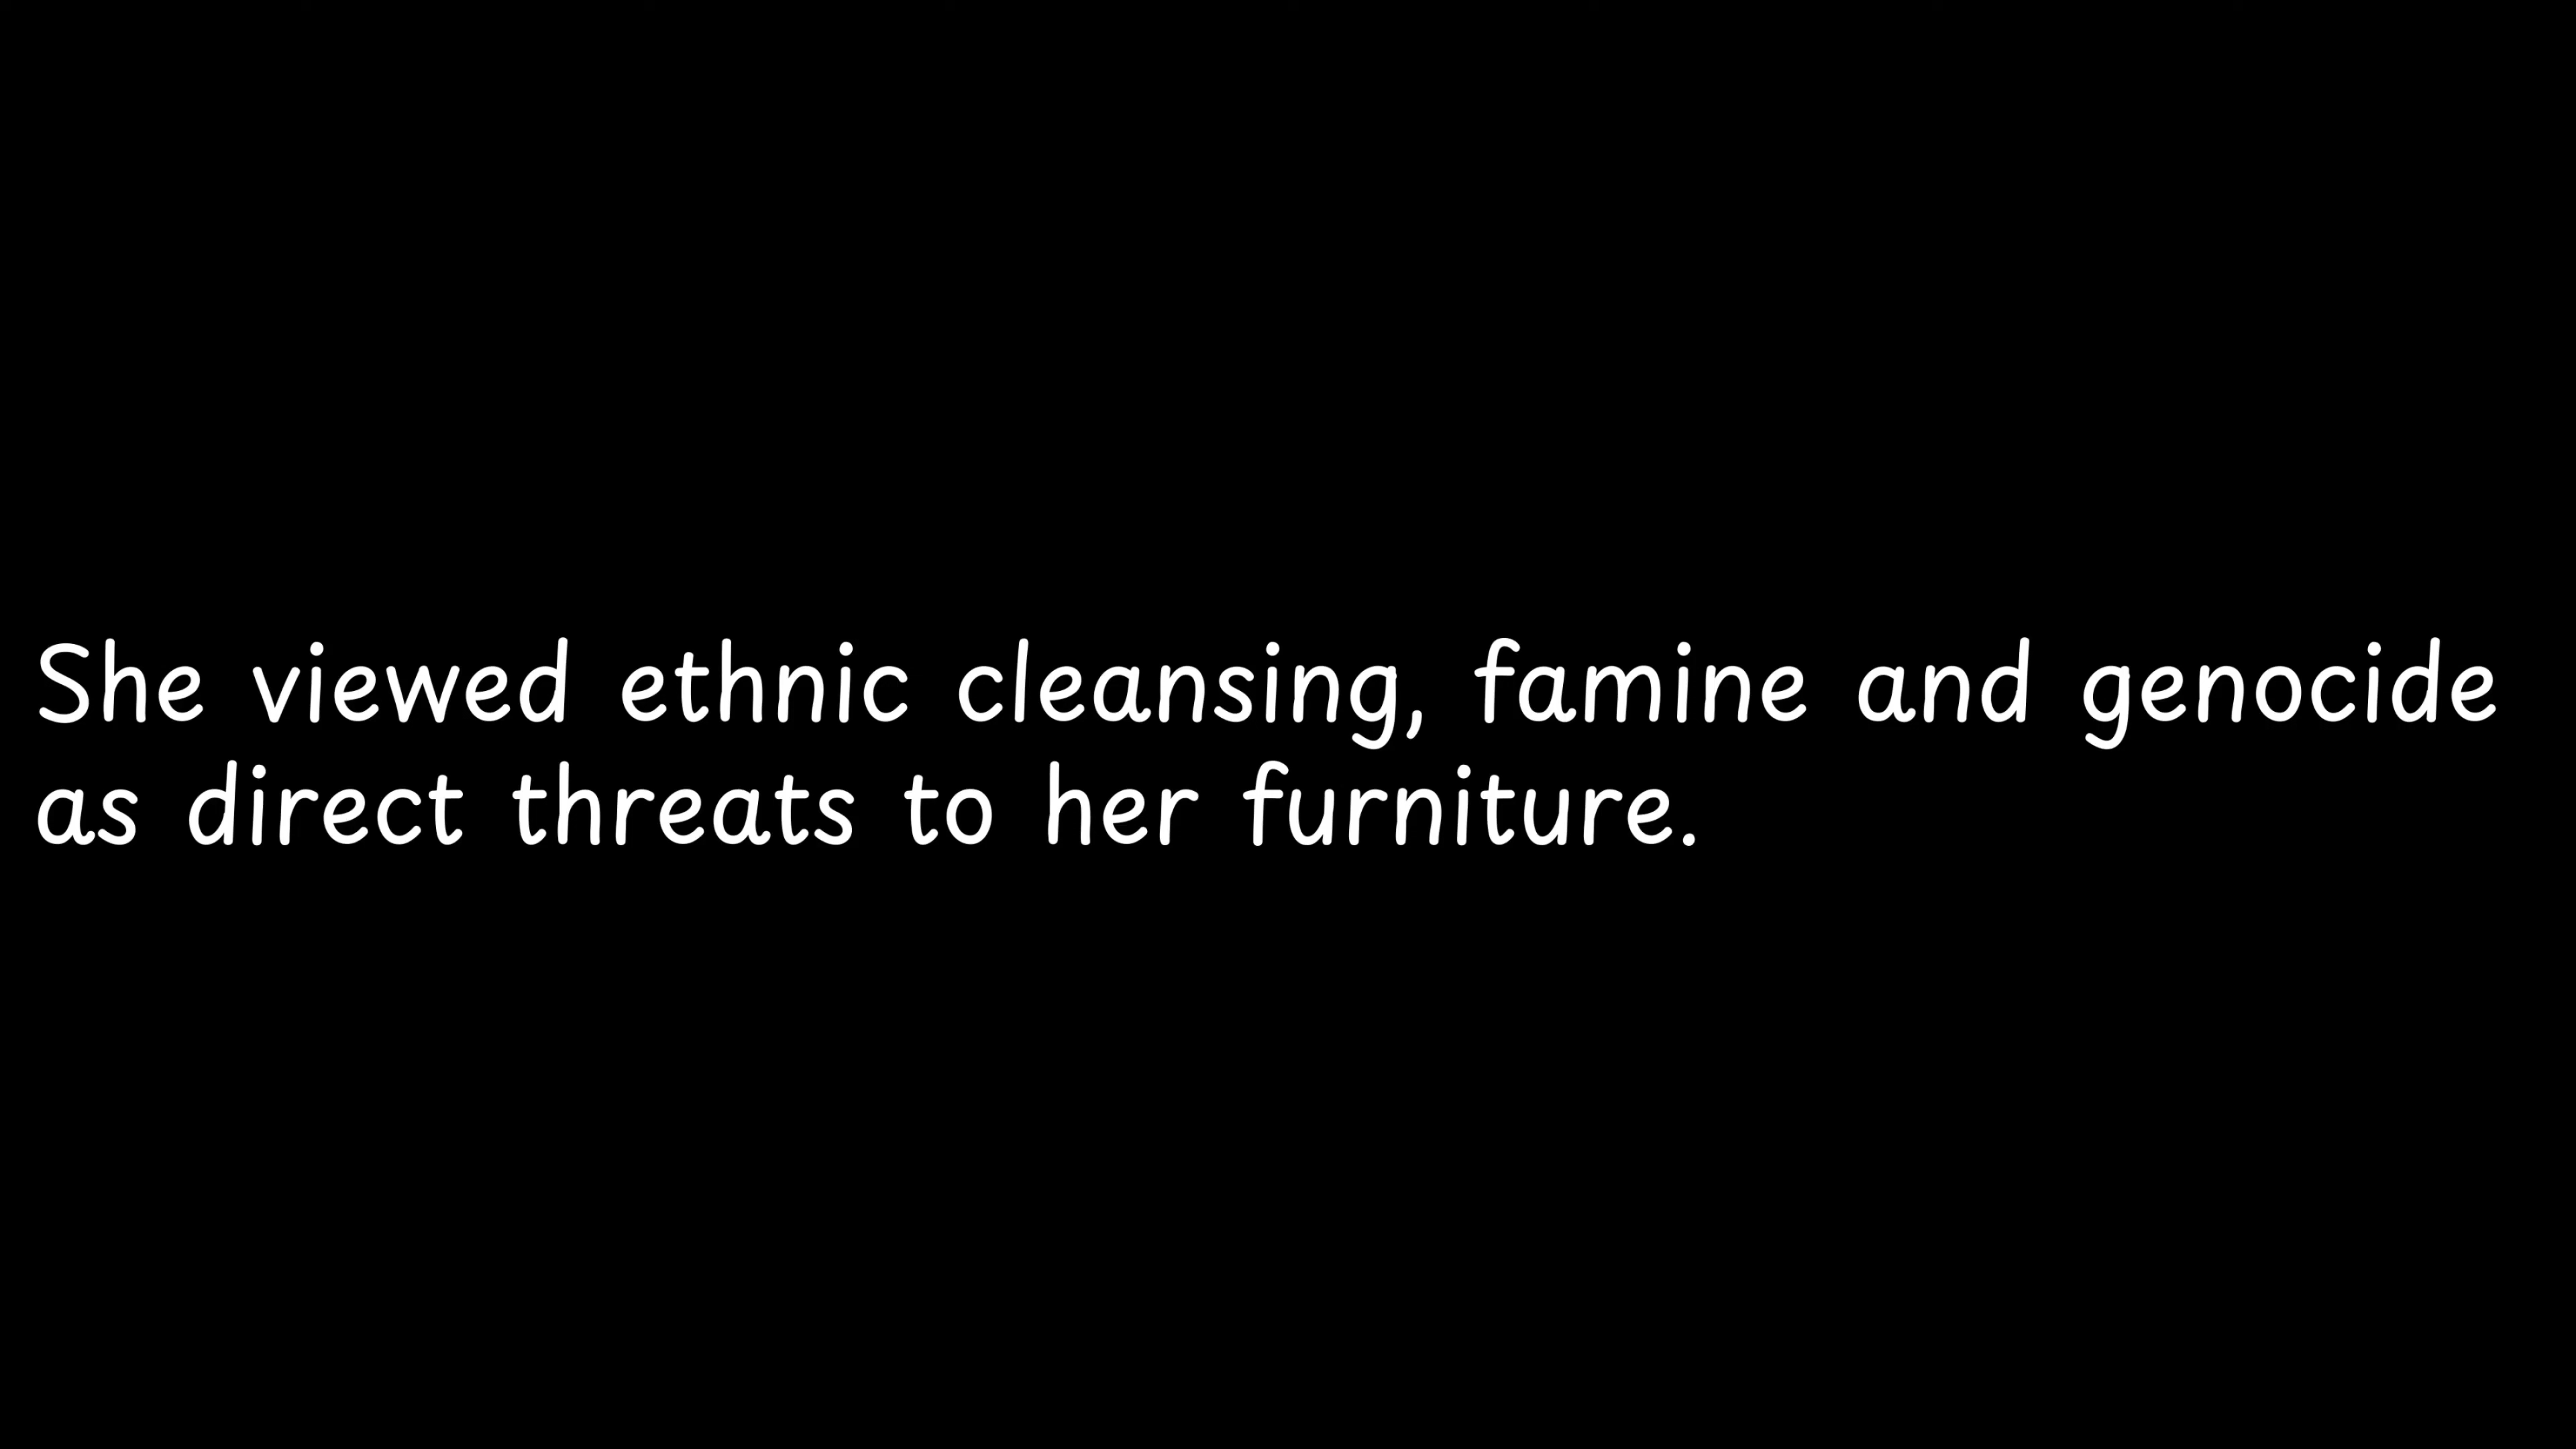 She viewed ethnic cleansing, famine and genocide
as direct threats to her furniture.